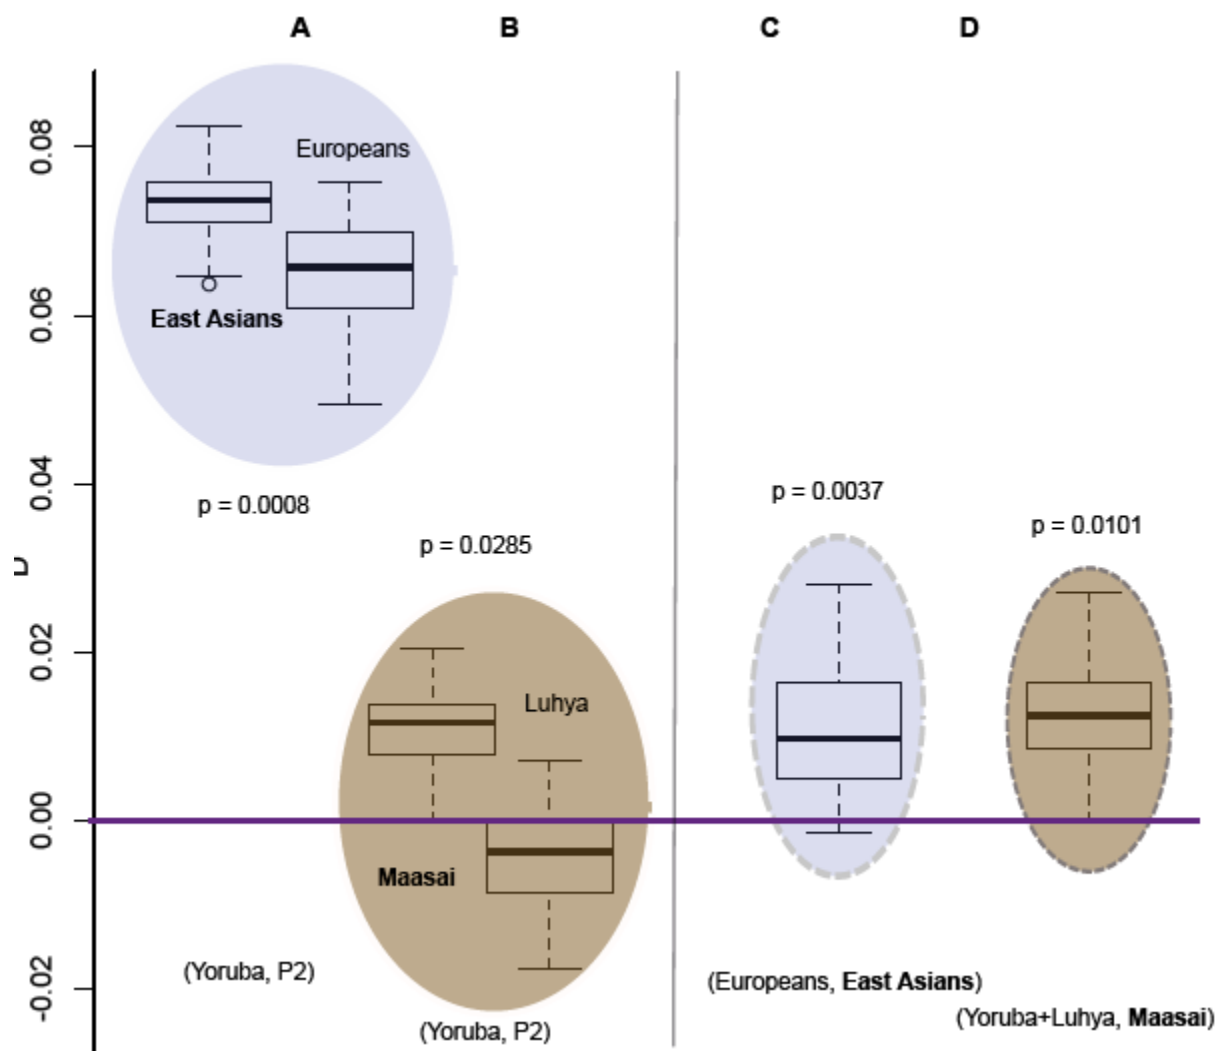 A B C D
0.08
Europeans
East Asians
0.06
0.04
p = 0.0008
p = 0.0037
p = 0.0285
p = 0.0101
0.02
Luhya
0.00
Maasai
-0.02
(Yoruba, P2)
(Europeans, East Asians)
(Yoruba, P2)
(Yoruba+Luhya, Maasai)